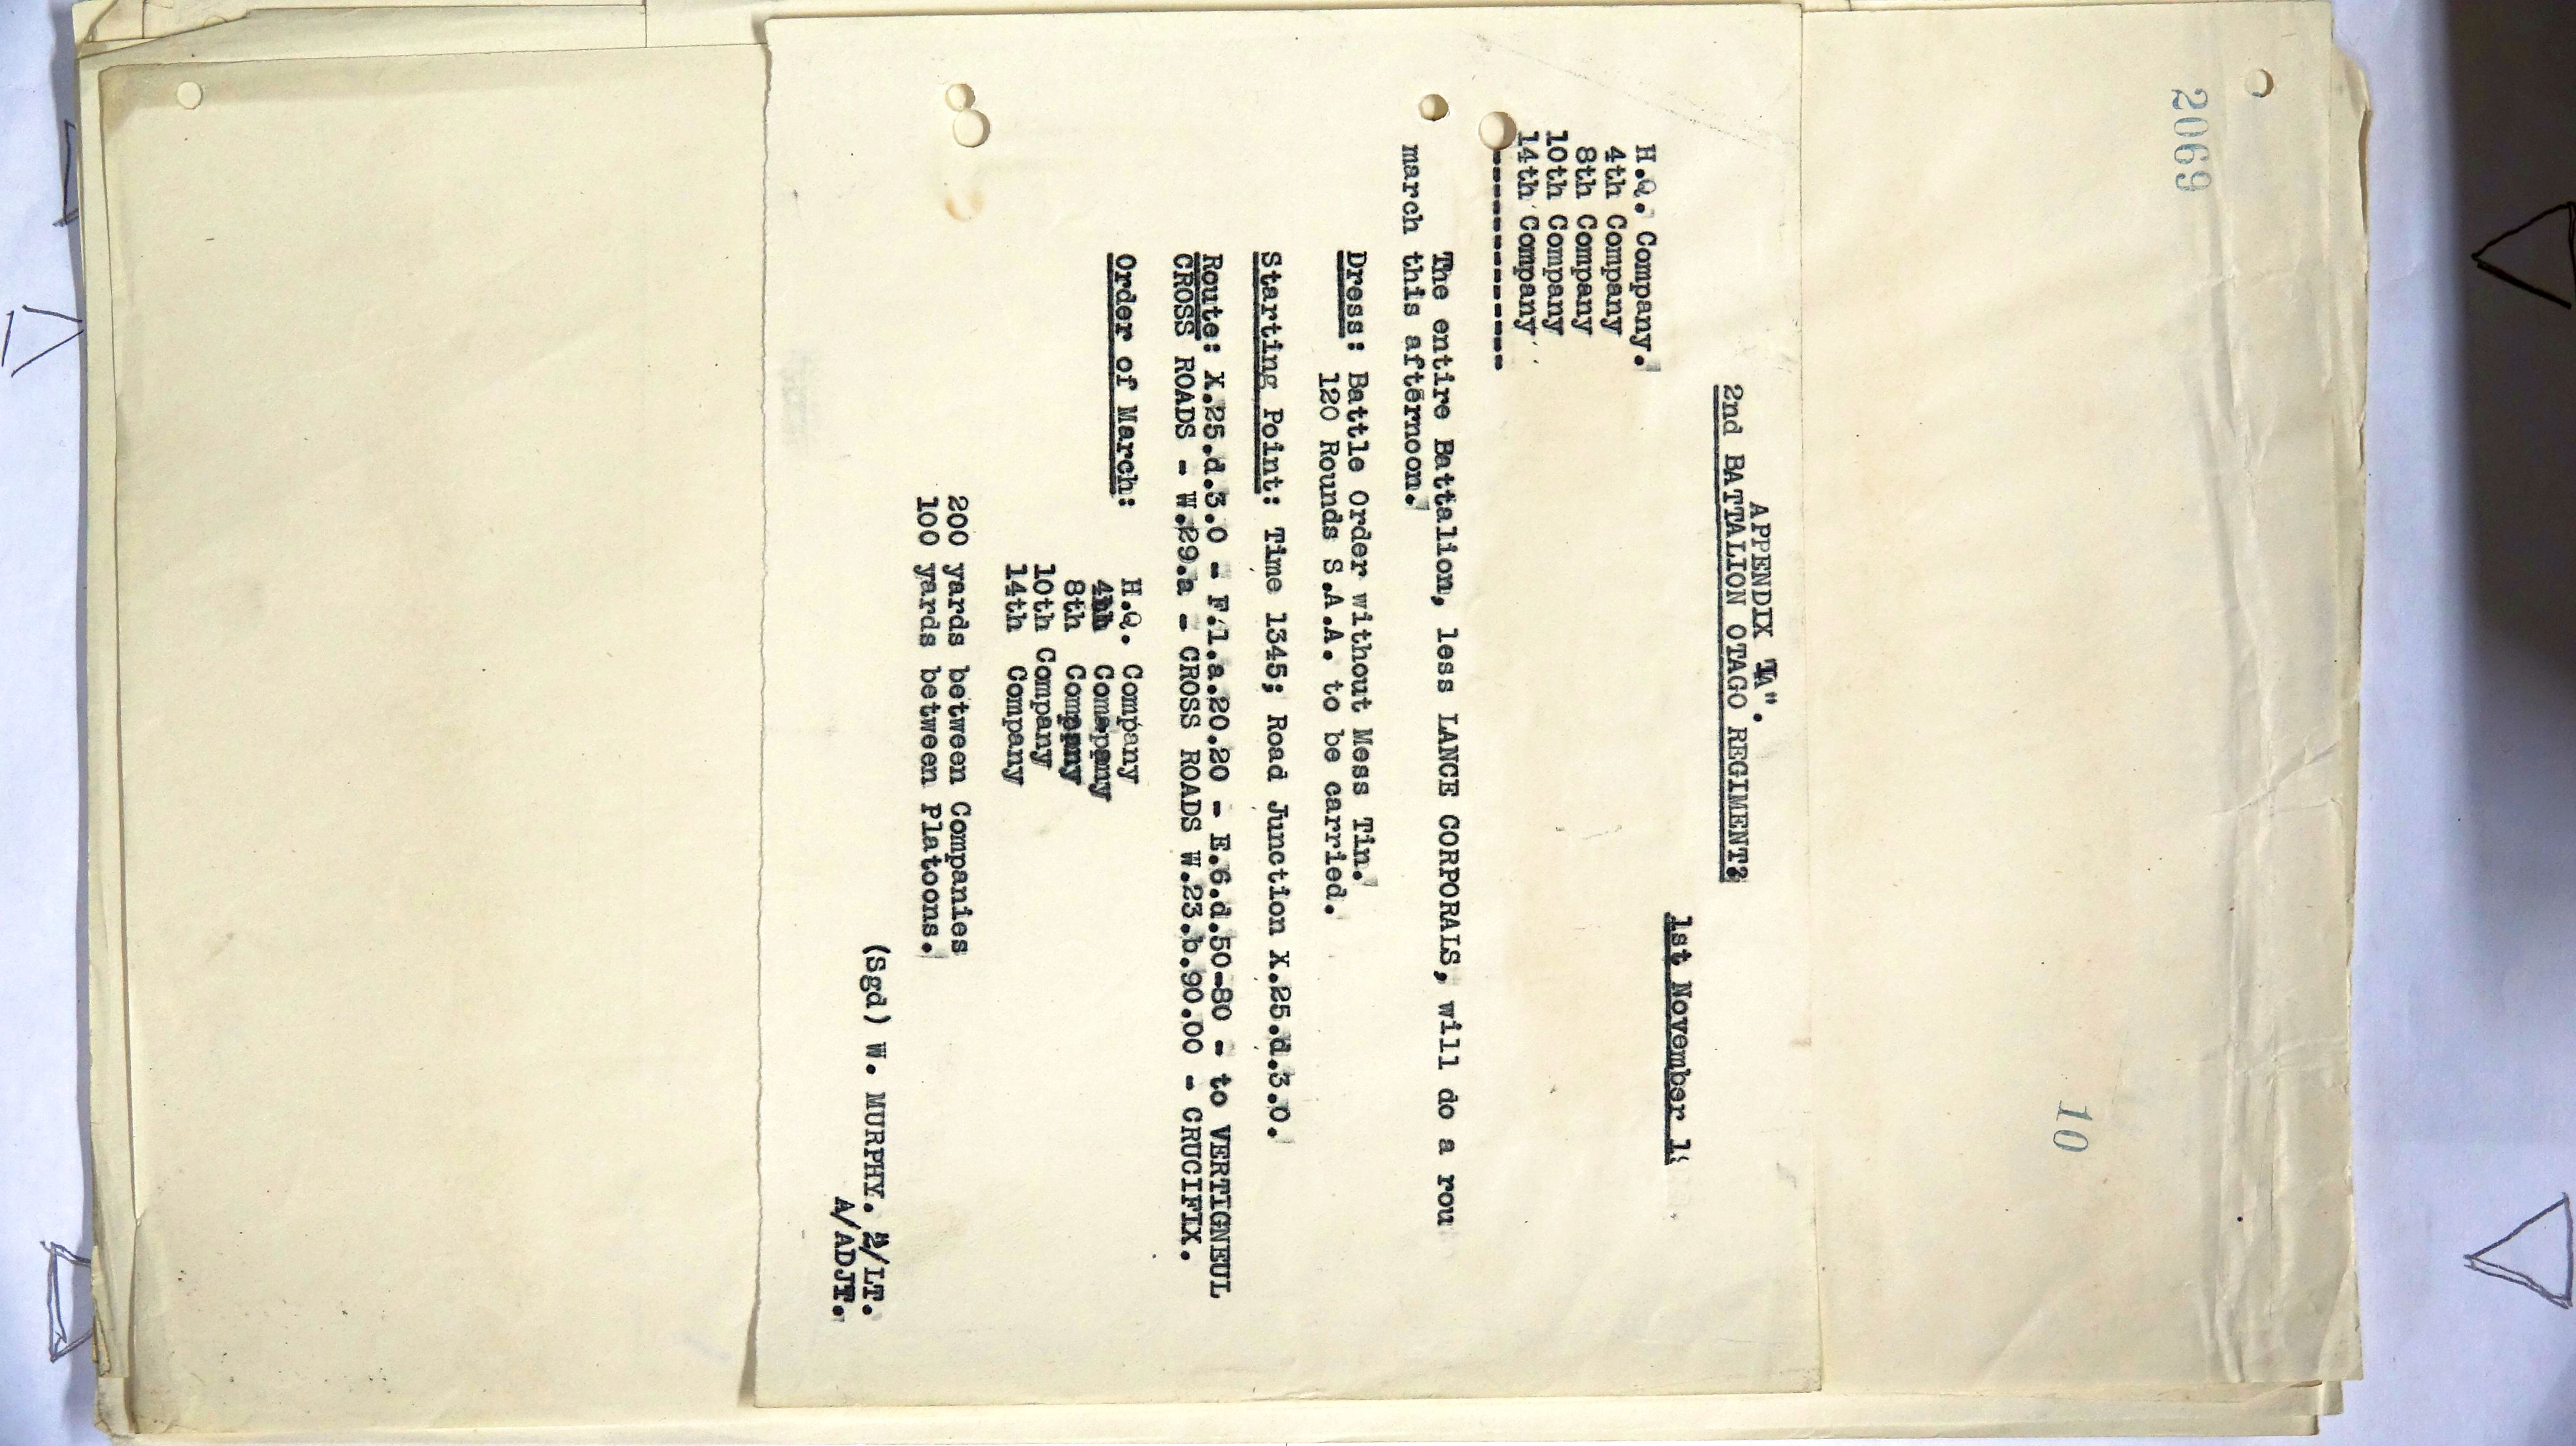 2069
10
APPENDIX "A".
2nd BATTALION OTAGO REGIMENT?
1st November 1
H.Q. Company.
4th Company
8th Company
10th Company
14th Company
-------------
The entire Battalion, less LANCE CORPORALS, will do a rou
march this afternoon.
Dress: Battle Order without Mess Tin.
120 Rounds S.A.A. to be carried.
Starting Point: Time 1345; Road Junction X.25.d.3.0.
Route: X.25.d.3.0 - F.1.a.20.20 - E.6.d.50-80 - to VERTIGNEUL
CROSS ROADS - W.29.a - CROSS ROADS W.23.b.90.00 - CRUCIFIX.
Order of March:
H.Q. Company
4th Company
8th Company
10th Company
14th Company
200 yards between Companies
100 yards between Platoons.
(Sgd) W. MURPHY. 2/LT.
A/ADJT.